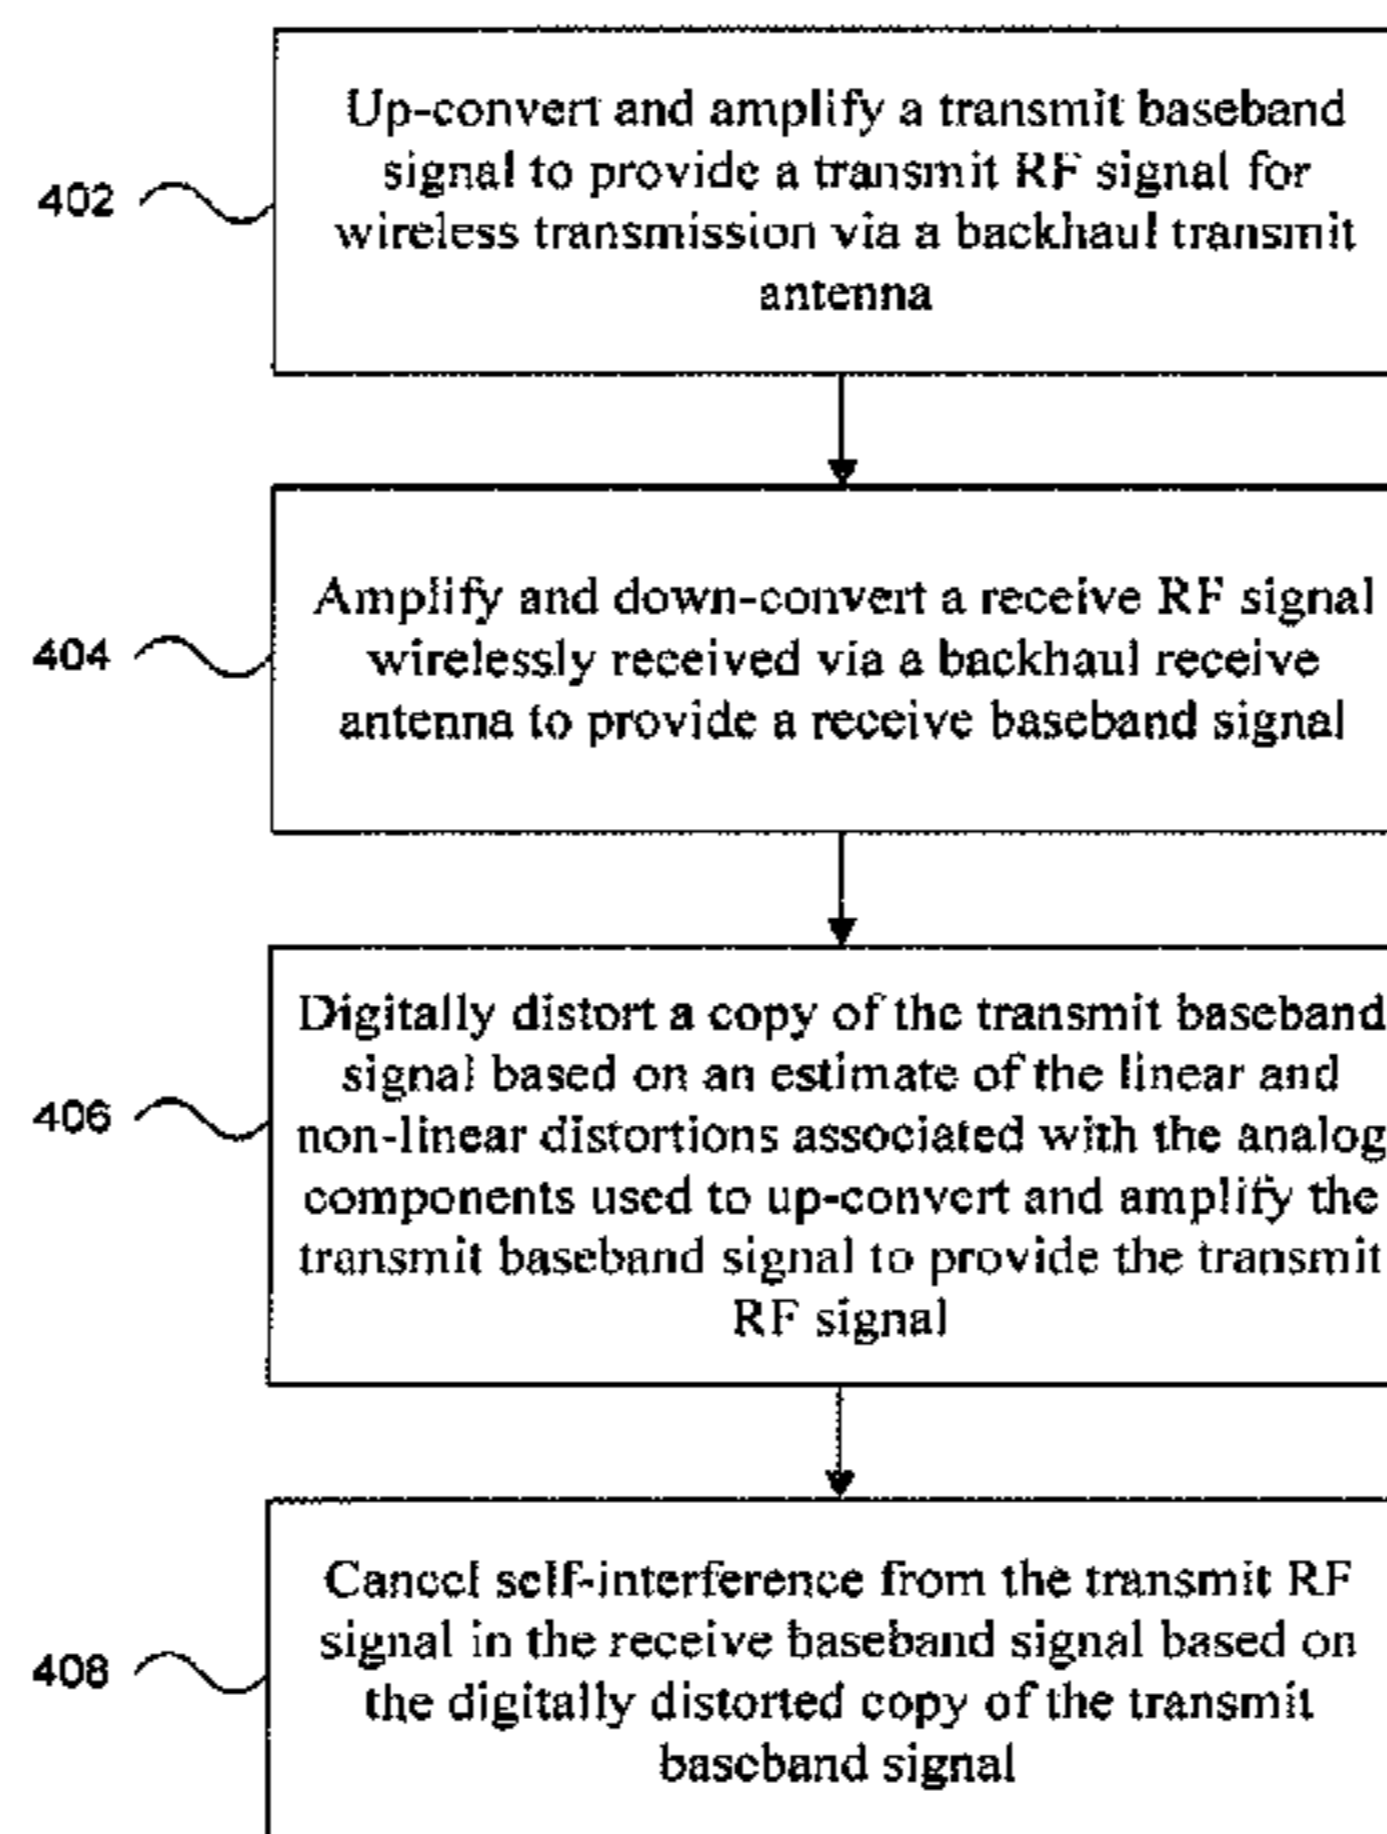 Up-convert and amplify a transmit baseband
signal to provide a transmit RF signal for
402
wireless transmission via a backhaul transmit
antenna
Amplify and down-convert a receive RF signal
404
wirelessly received via a backhaul receive
antenna to provide a receive baseband signal
Digitally distort a copy of the transmit baseband
signal based on an estimate of the linear and
406
non-linear distortions associated with the analog
components used to up-convert and amplify the
transmit baseband signal to provide the transmit
RF signal
Cancel self-interference from the transmit RF
signal in the receive baseband signal based on
408
the digitally distorted copy of the transmit
baseband signal